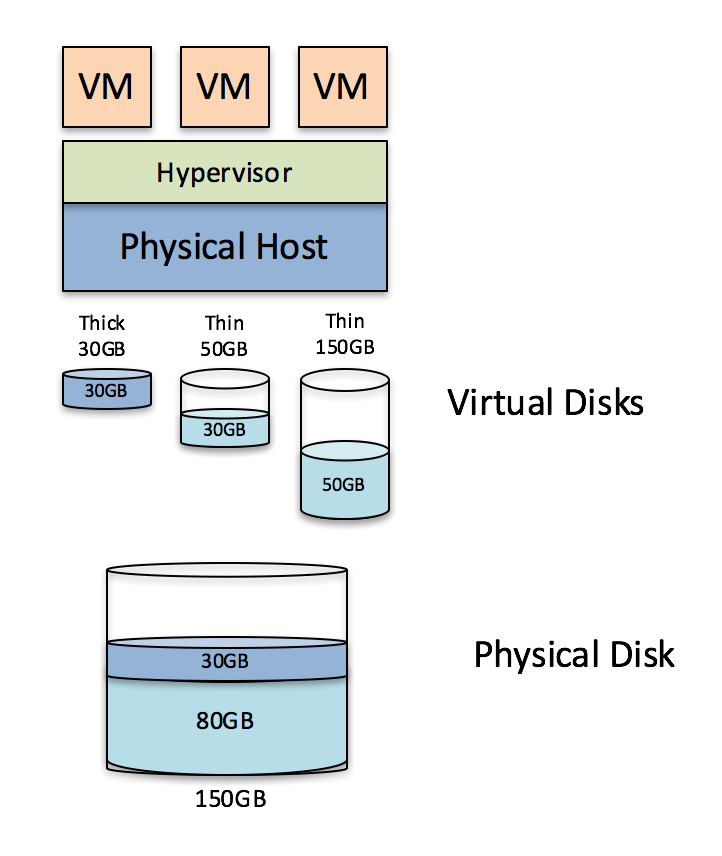 VM VM VM
Hypervisor
Physical Host
Thick Thin Thin
30GB 50GB 150GB
30GB 30GB 50GB
Virtual Disks
30GB
Physical Disk
80GB
150GB